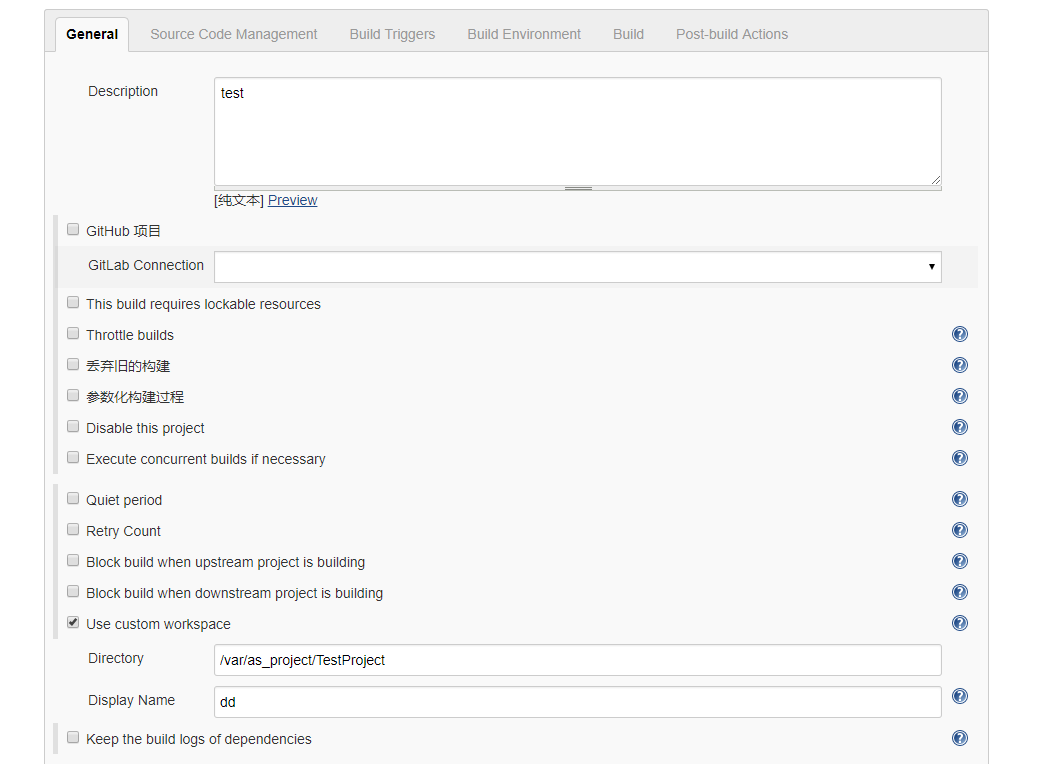 General Source Code Management Build Triggers Build Environment Build Post-build Actions
Description test
[纯文本] Preview
GitHub 项目
GitLab Connection
This build requires lockable resources
Throttle builds
丢弃旧的构建
参数化构建过程
Disable this project
Execute concurrent builds if necessary
Quiet period
Retry Count
Block build when upstream project is building
Block build when downstream project is building
Use custom workspace
Directory /var/as_project/TestProject
Display Name dd
Keep the build logs of dependencies